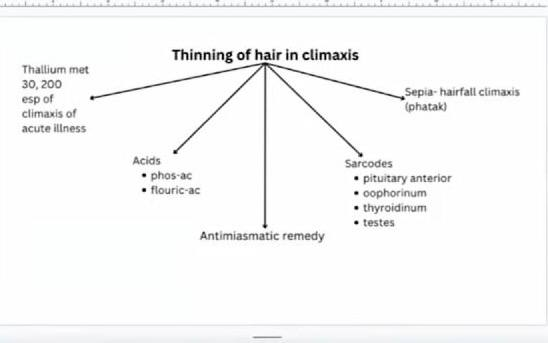 Thinning of hair in climaxis
Thallium met
30, 200
esp of
climaxis of
acute illness
Sepia- hairfall climaxis
(phatak)
Acids
• phos-ac
• flouric-ac
Sarcodes
• pituitary anterior
• oophorinum
• thyroidinum
• testes
Antimiasmatic remedy